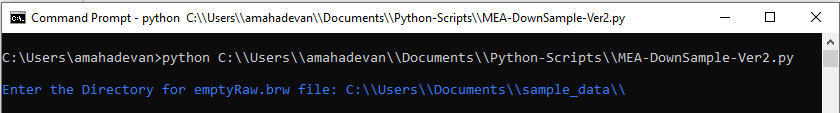 Command Prompt - python C:\\Users\\amahadevan\\Documents\\Python-Scripts\\MEA-DownSample-Ver2.py
C:\Users\amahadevan>python C:\\Users\\amahadevan\\Documents\\Python-Scripts\\MEA-DownSample-Ver2.py
Enter the Directory for emptyRaw.brw file: C:\\Users\\Documents\\sample_data\\